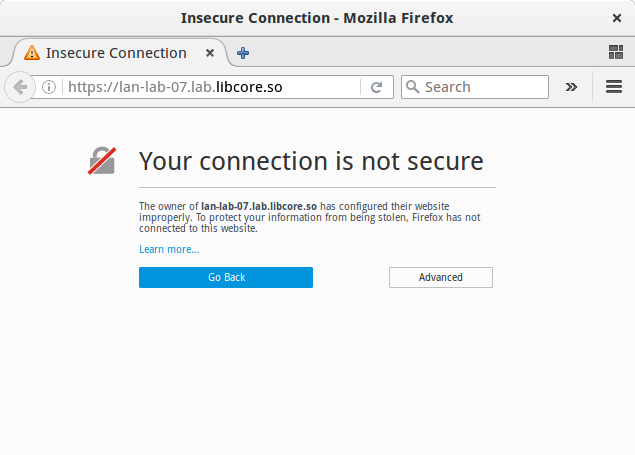 Insecure Connection - Mozilla Firefox
Insecure Connection
https://lan-lab-07.lab.libcore.so
Search
Your connection is not secure
The owner of lan-lab-07.lab.libcore.so has configured their website
improperly. To protect your information from being stolen, Firefox has not
connected to this website.
Learn more...
Go Back
Advanced